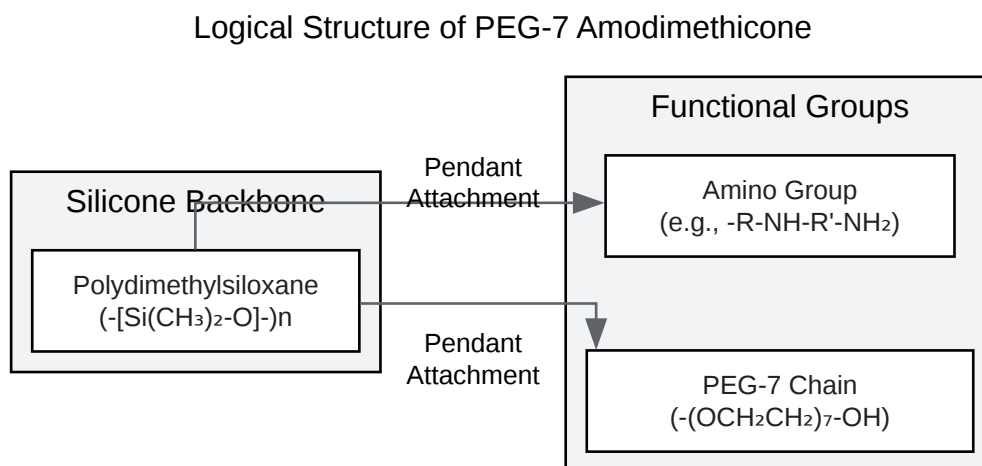 Logical Structure of PEG-7 Amodimethicone
Silicone Backbone
Polydimethylsiloxane
(-[Si(CH₃)₂-O]-)n
Pendant
Attachment
Pendant
Attachment
Functional Groups
Amino Group
(e.g., -R-NH-R'-NH₂)
PEG-7 Chain
(-(OCH₂CH₂)₇-OH)